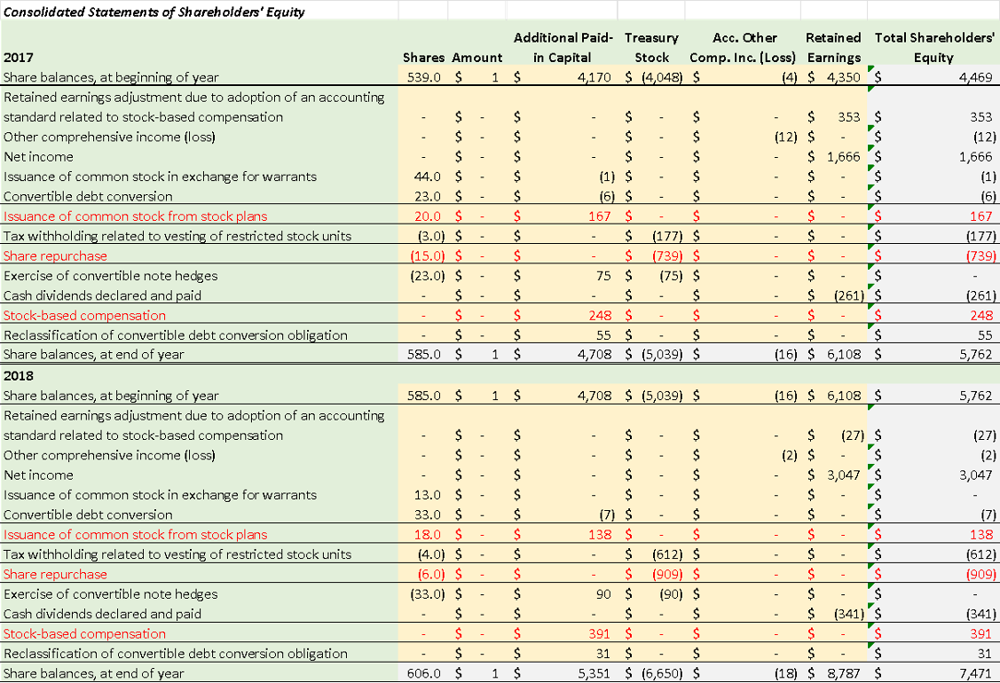 Consolidated Statements of Shareholders' Equity
Additional Paid- Treasury Acc. Other Retained Total Shareholders'
2017 Shares Amount in Capital Stock Comp. Inc. (Loss) Earnings Equity
Share balances, at beginning of year 539.0 $ 1 $ 4,170 $ (4,048) $ (4) $ 4,350 $ 4,469
Retained earnings adjustment due to adoption of an accounting
standard related to stock-based compensation - $ - $ - $ - $ - $ 353 $ 353
Other comprehensive income (loss) - $ - $ - $ - $ (12) $ - $ (12)
Net income - $ - $ - $ - $ - $ 1,666 $ 1,666
Issuance of common stock in exchange for warrants 44.0 $ - $ (1) $ - $ - $ - $ (1)
Convertible debt conversion 23.0 $ - $ (6) $ - $ - $ - $ (6)
Issuance of common stock from stock plans 20.0 $ - $ 167 $ - $ - $ - $ 167
Tax withholding related to vesting of restricted stock units (3.0) $ - $ - $ (177) $ - $ - $ (177)
Share repurchase (15.0) $ - $ - $ (739) $ - $ - $ (739)
Exercise of convertible note hedges (23.0) $ - $ 75 $ (75) $ - $ - $ -
Cash dividends declared and paid - $ - $ - $ - $ - $ (261) $ (261)
Stock-based compensation - $ - $ 248 $ - $ - $ - $ 248
Reclassification of convertible debt conversion obligation - $ - $ 55 $ - $ - $ - $ 55
Share balances, at end of year 585.0 $ 1 $ 4,708 $ (5,039) $ (16) $ 6,108 $ 5,762
2018
Share balances, at beginning of year 585.0 $ 1 $ 4,708 $ (5,039) $ (16) $ 6,108 $ 5,762
Retained earnings adjustment due to adoption of an accounting
standard related to stock-based compensation - $ - $ - $ - $ - $ (27) $ (27)
Other comprehensive income (loss) - $ - $ - $ - $ (2) $ - $ (2)
Net income - $ - $ - $ - $ - $ 3,047 $ 3,047
Issuance of common stock in exchange for warrants 13.0 $ - $ - $ - $ - $ - $ -
Convertible debt conversion 33.0 $ - $ (7) $ - $ - $ - $ (7)
Issuance of common stock from stock plans 18.0 $ - $ 138 $ - $ - $ - $ 138
Tax withholding related to vesting of restricted stock units (4.0) $ - $ - $ (612) $ - $ - $ (612)
Share repurchase (6.0) $ - $ - $ (909) $ - $ - $ (909)
Exercise of convertible note hedges (33.0) $ - $ 90 $ (90) $ - $ - $ -
Cash dividends declared and paid - $ - $ - $ - $ - $ (341) $ (341)
Stock-based compensation - $ - $ 391 $ - $ - $ - $ 391
Reclassification of convertible debt conversion obligation - $ - $ 31 $ - $ - $ - $ 31
Share balances, at end of year 606.0 $ 1 $ 5,351 $ (6,650) $ (18) $ 8,787 $ 7,471